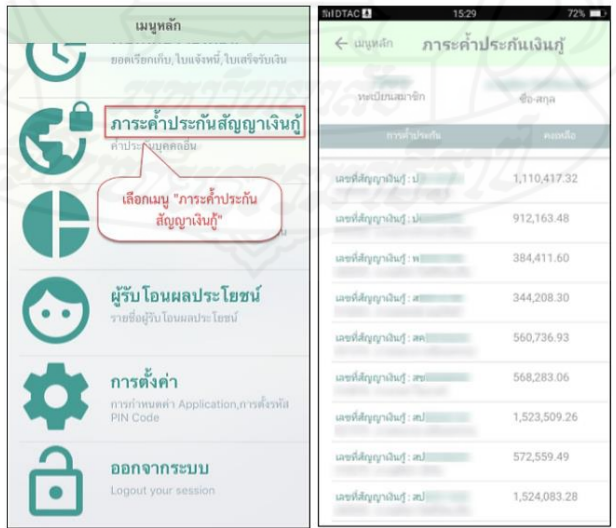 เมนูหลัก
ยอดเรียกเก็บ,ใบแจ้งหนี้,ใบเสร็จรับเงิน
ภาระค้ำประกันสัญญาเงินกู้
ค้ำประกันบุคคลอื่น
เลือกเมนู "ภาระค้ำประกัน
สัญญาเงินกู้"
ผู้รับโอนผลประโยชน์
รายชื่อผู้รับโอนผลประโยชน์
การตั้งค่า
การกำหนดค่า Application,การตั้งรหัส
PIN Code
ออกจากระบบ
Logout your session
DTAC 15:29 72%
← เมนูหลัก ภาระค้ำประกันเงินกู้
ทะเบียนสมาชิก ชื่อ-สกุล
การค้ำประกัน คงเหลือ
เลขที่สัญญาเงินกู้ : ป 1,110,417.32
เลขที่สัญญาเงินกู้ : ป 912,163.48
เลขที่สัญญาเงินกู้ : พ 384,411.60
เลขที่สัญญาเงินกู้ : ส 344,208.30
เลขที่สัญญาเงินกู้ : สค 560,736.93
เลขที่สัญญาเงินกู้ : สข 568,283.06
เลขที่สัญญาเงินกู้ : สป 1,523,509.26
เลขที่สัญญาเงินกู้ : สป 572,559.49
เลขที่สัญญาเงินกู้ : สป 1,524,083.28